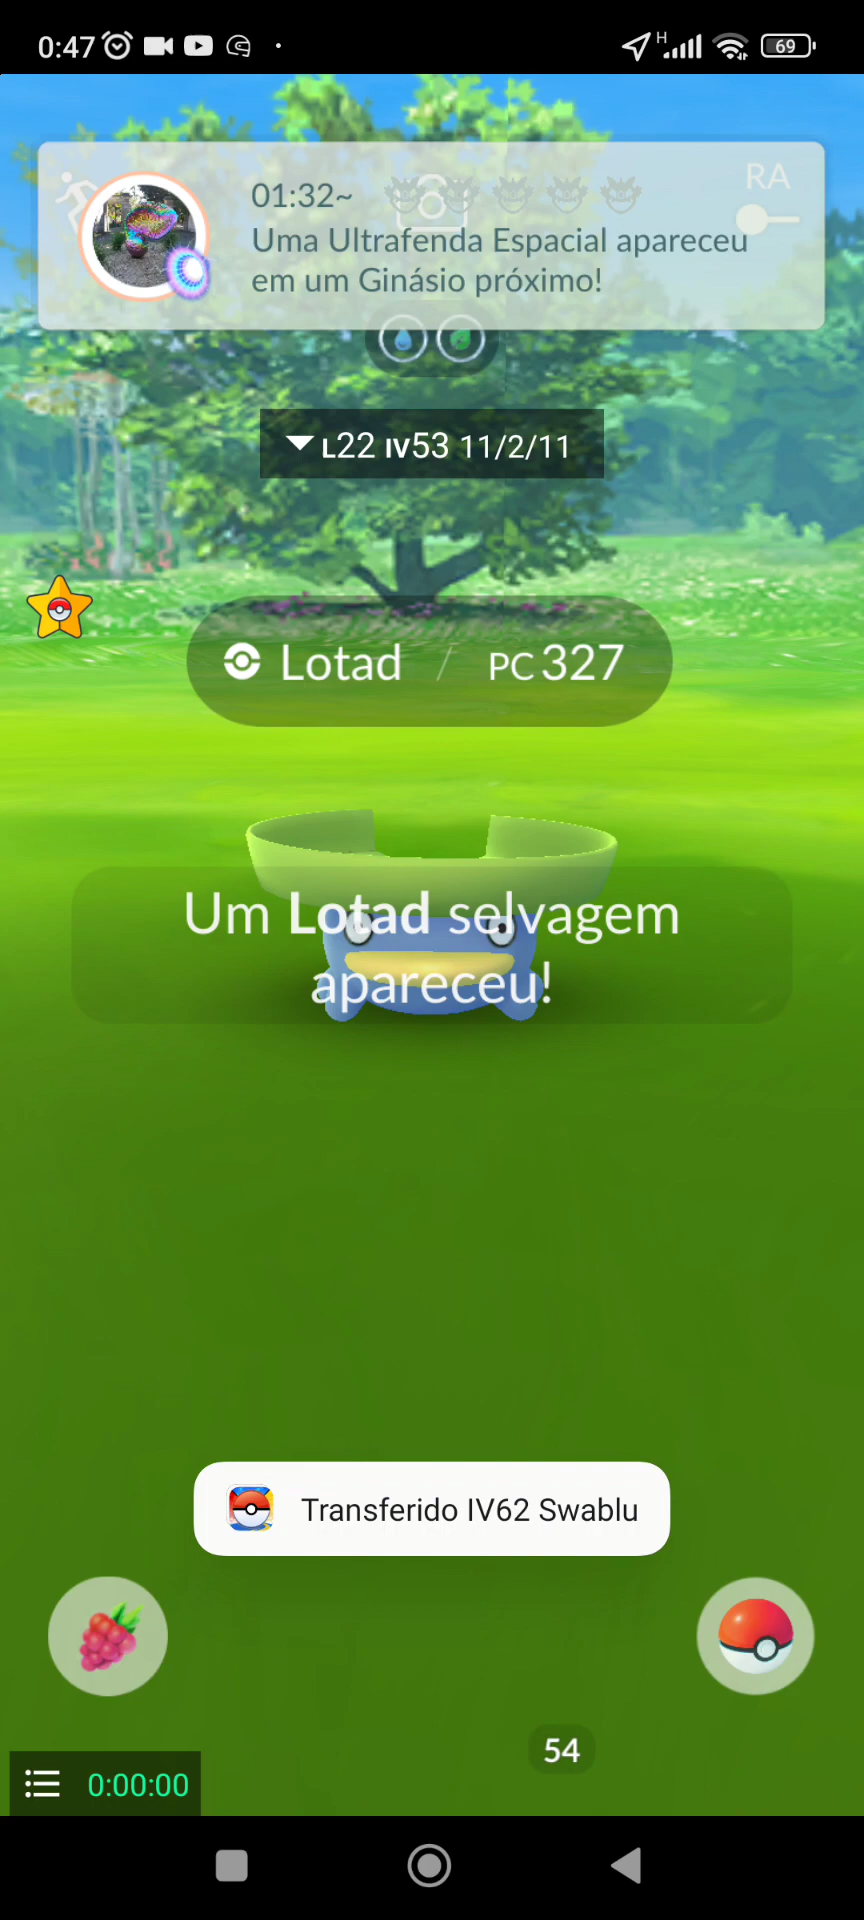 0:47
H
69
01:32~
RA
Uma Ultrafenda Espacial apareceu
em um Ginásio próximo!
L22 IV53 11/2/11
Lotad / PC327
Um Lotad selvagem
apareceu!
Transferido IV62 Swablu
54
0:00:00